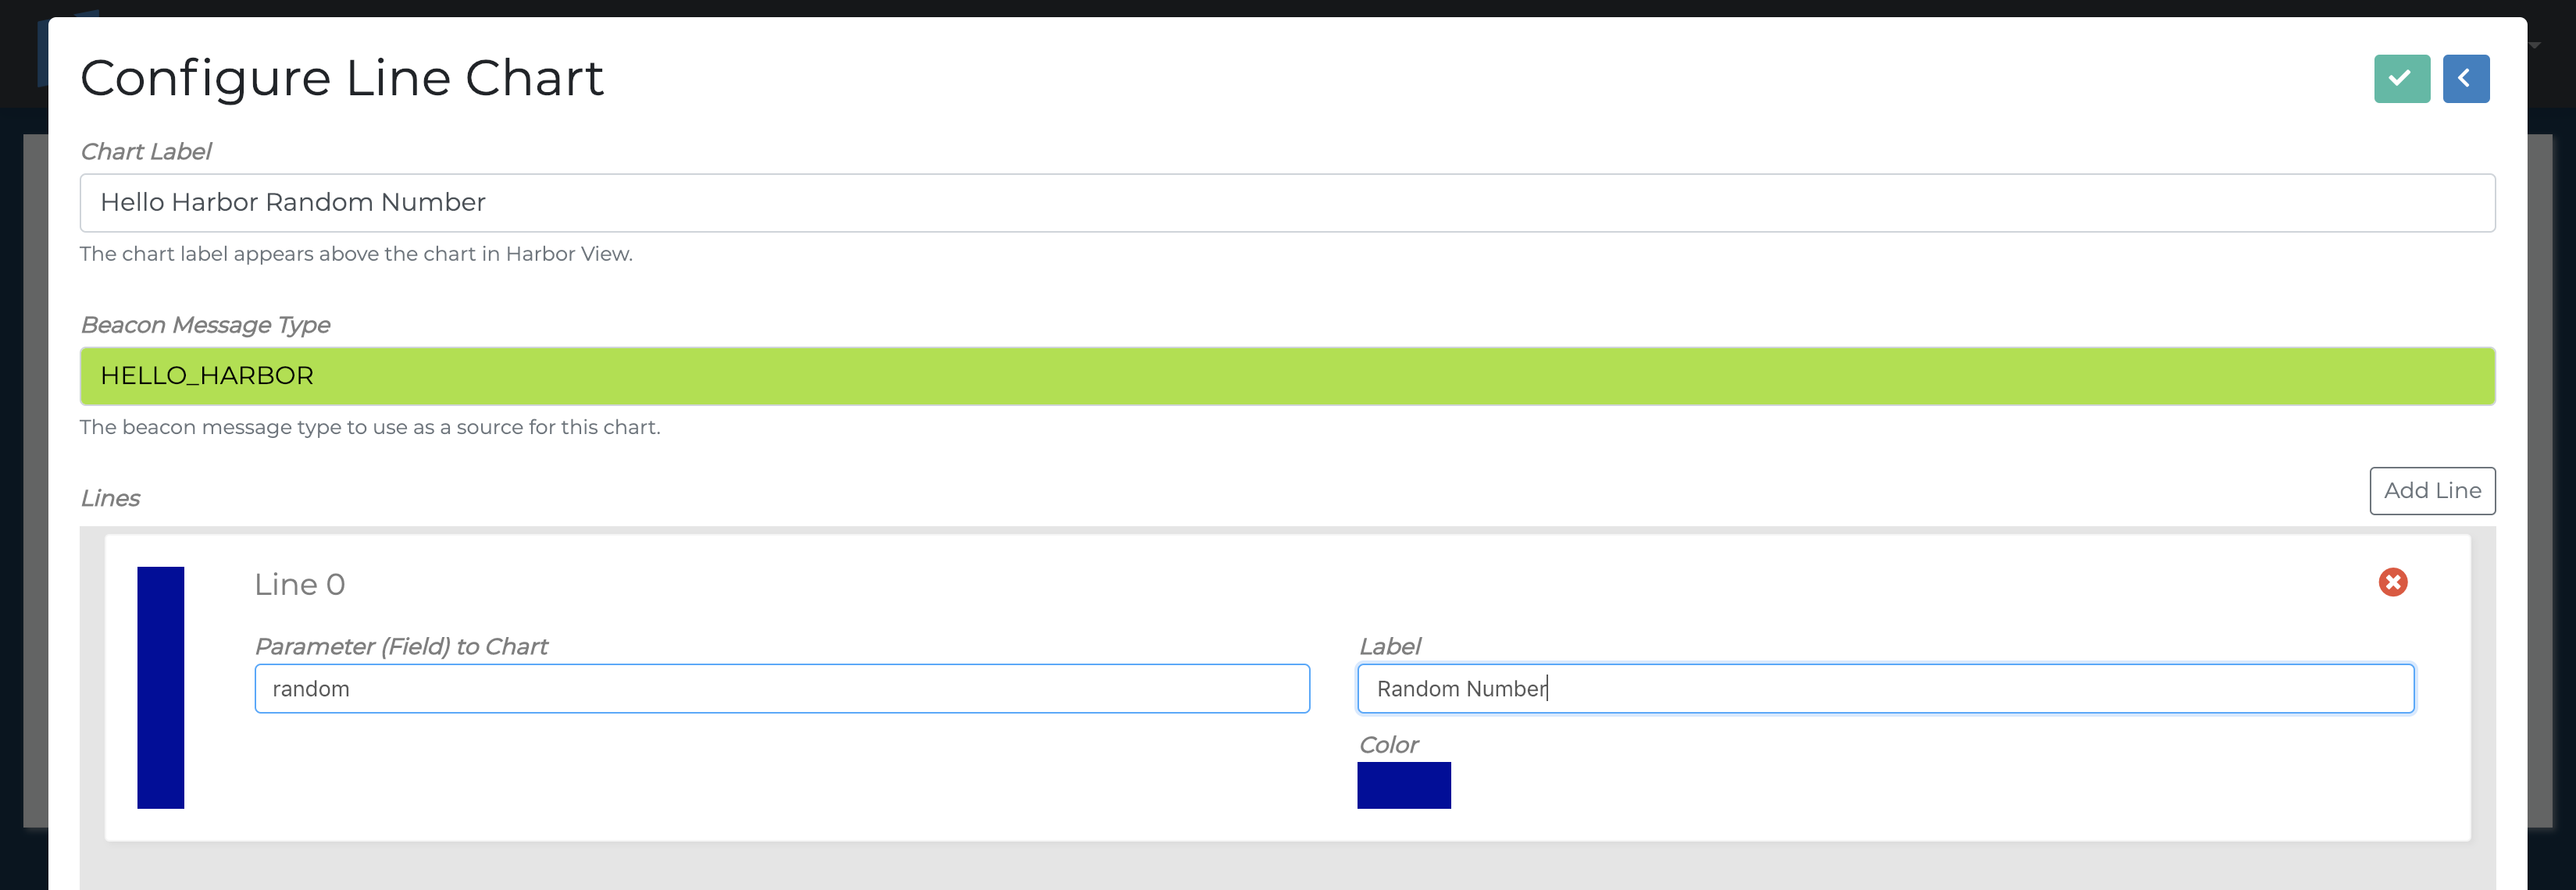 Configure Line Chart
Chart Label
Hello Harbor Random Number
The chart label appears above the chart in Harbor View.
Beacon Message Type
HELLO_HARBOR
The beacon message type to use as a source for this chart.
Lines
Add Line
Line 0
Parameter (Field) to Chart
Label
random
Random Number
Color